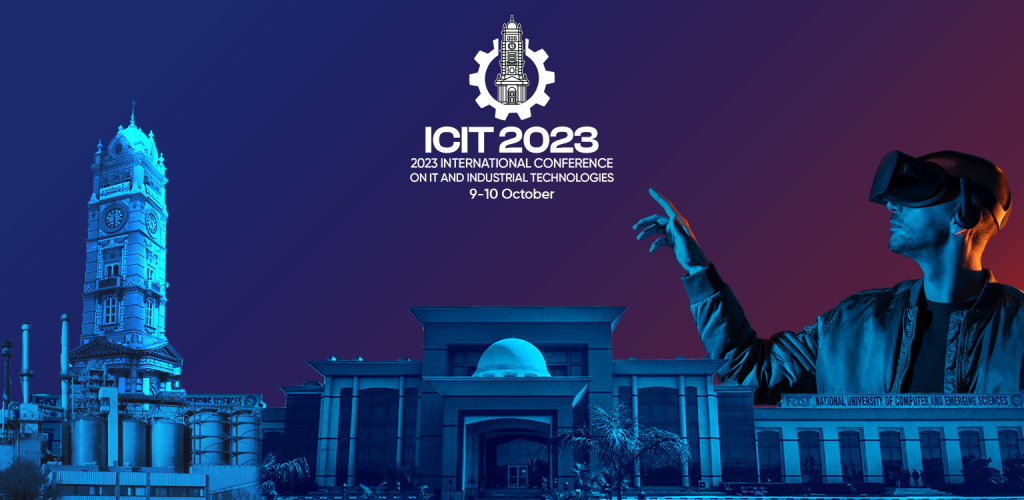 ICIT 2023
2023 INTERNATIONAL CONFERENCE
ON IT AND INDUSTRIAL TECHNOLOGIES
9-10 October
EMERGING SCIENCES
NATIONAL UNIVERSITY OF COMPUTER AND EMERGING SCIENCES